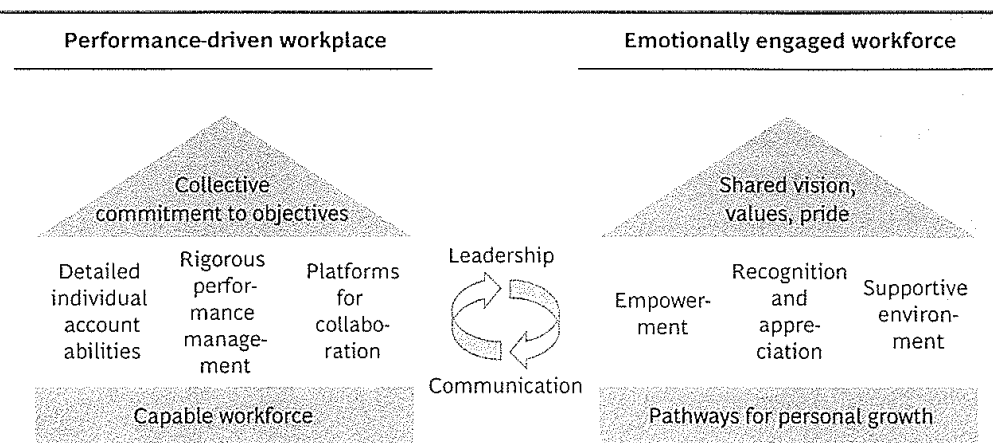 Performance-driven workplace
Emotionally engaged workforce
Collective
commitment to objectives
Shared vision,
values, pride
Detailed
individual
account
abilities
Rigorous
perfor-
mance
manage-
ment
Platforms
for
collabo-
ration
Leadership
Communication
Empower-
ment
Recognition
and
appre-
ciation
Supportive
environ-
ment
Capable workforce
Pathways for personal growth